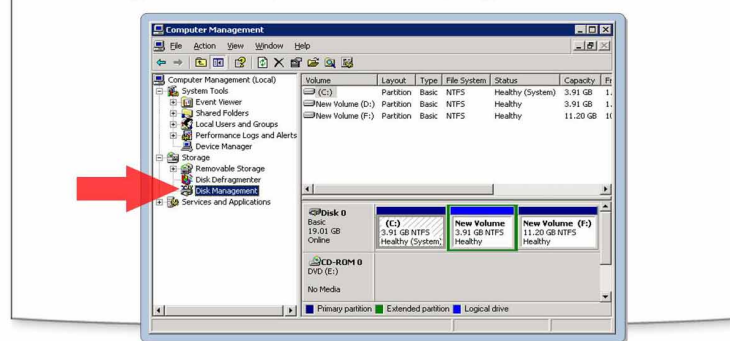 Computer Management
File Action View Window Help
Computer Management (Local)
System Tools
Event Viewer
Shared Folders
Local Users and Groups
Performance Logs and Alerts
Device Manager
Storage
Removable Storage
Disk Defragmenter
Disk Management
Services and Applications
Volume Layout Type File System Status Capacity
(C:) Partition Basic NTFS Healthy (System) 3.91 GB 1.
New Volume (D:) Partition Basic NTFS Healthy 3.91 GB 1.
New Volume (F:) Partition Basic NTFS Healthy 11.20 GB
Disk 0
Basic
19.01 GB
Online
(C:)
3.91 GB NTFS
Healthy (System)
New Volume
3.91 GB NTFS
Healthy
New Volume (F:)
11.20 GB NTFS
Healthy
CD-ROM 0
DVD (E:)
No Media
Primary partition Extended partition Logical drive